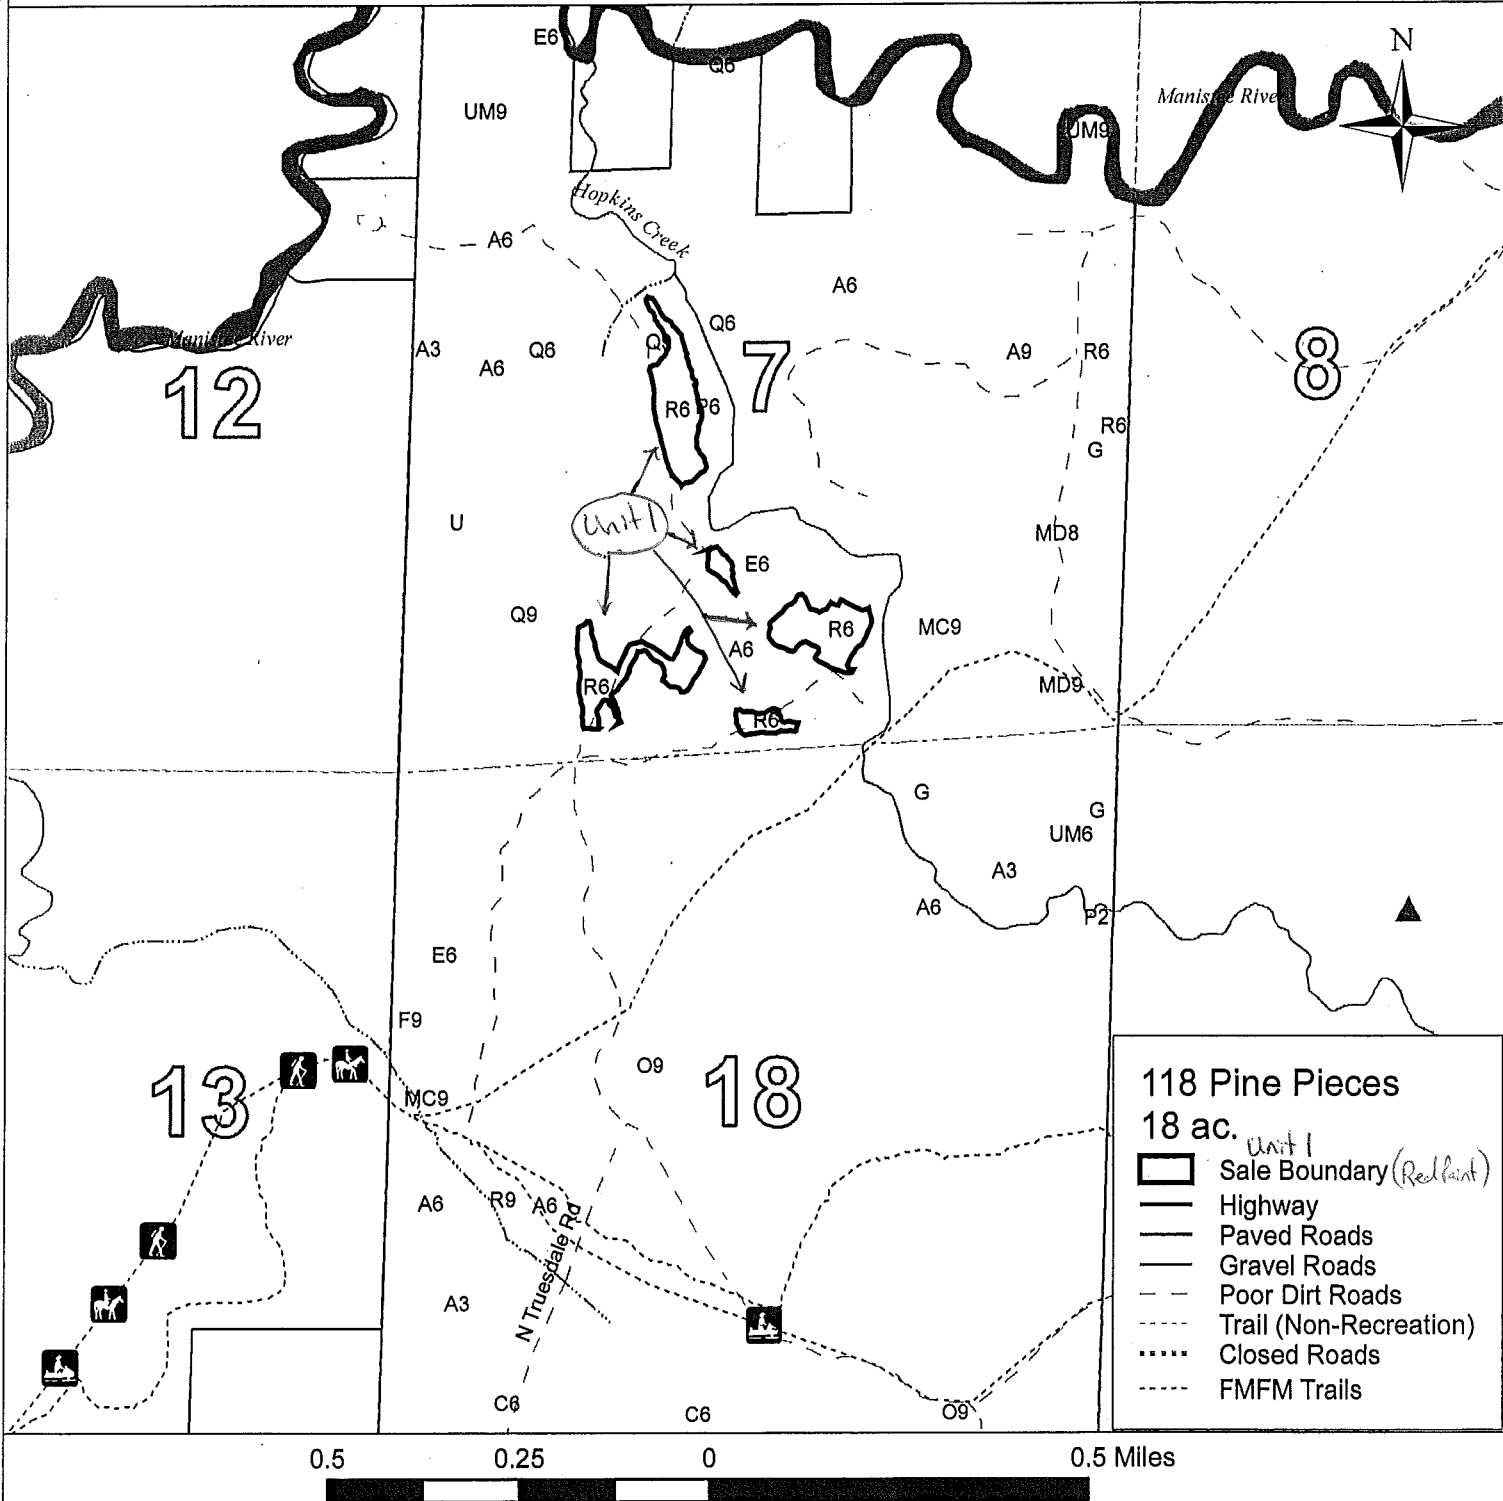 E6
Q6
N
UM9
Manistee River
UM9
Hopkins Creek
A6
A6
Q6
Manistee River
A3
A6
Q6
Q
A9
R6
12
7
8
R6
P6
R6
G
U
Unit 1
MD8
E6
Q9
R6
MC9
A6
R6
MD9
R6
G
G
UM6
A3
A6
P2
E6
F9
O9
13
MC9
18
A6
R9
A6
N Truesdale Rd
A3
C6
C6
O9
118 Pine Pieces
18 ac.
Unit 1
Sale Boundary (Red Paint)
Highway
Paved Roads
Gravel Roads
Poor Dirt Roads
Trail (Non-Recreation)
Closed Roads
FMFM Trails
0.5 0.25 0 0.5 Miles